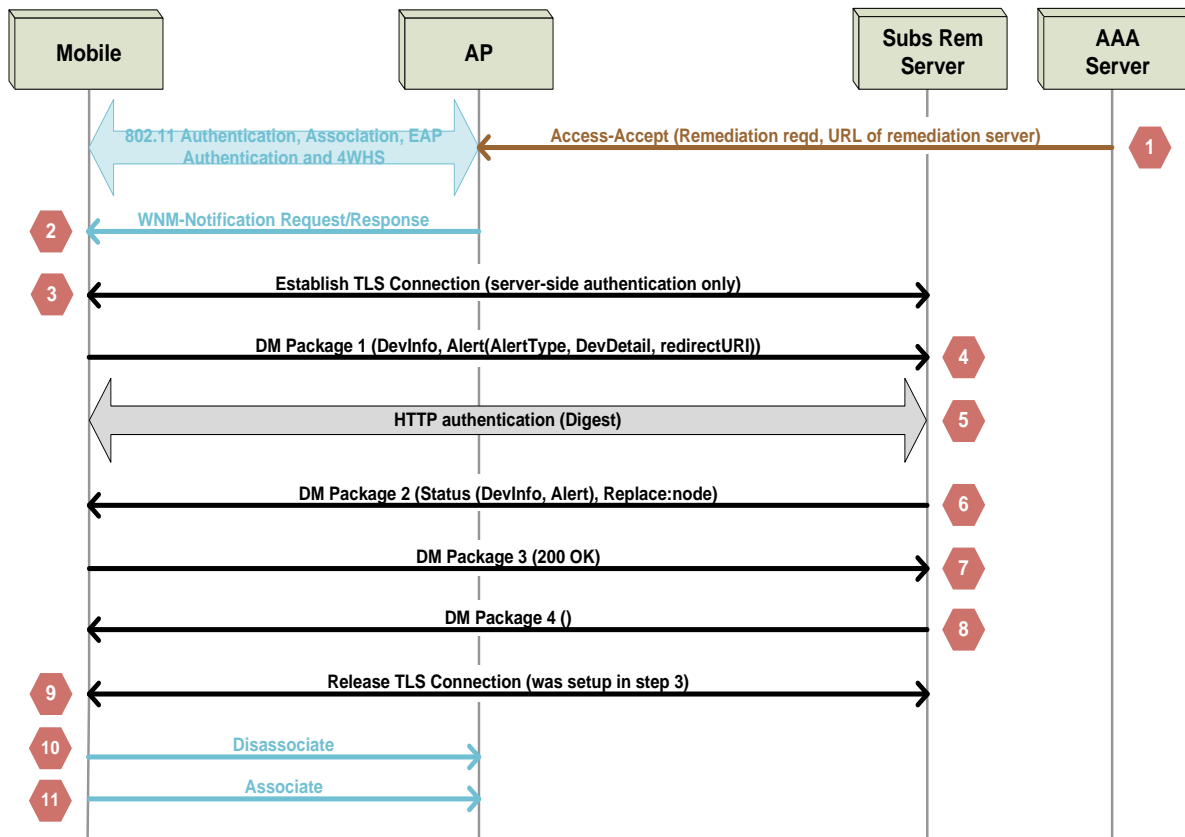 Mobile
AP
Subs Rem
Server
AAA
Server
802.11 Authentication, Association, EAP
Authentication and 4WHS
Access-Accept (Remediation reqd, URL of remediation server)
1
2
WNM-Notification Request/Response
3
Establish TLS Connection (server-side authentication only)
DM Package 1 (DevInfo, Alert(AlertType, DevDetail, redirectURI))
4
HTTP authentication (Digest)
5
DM Package 2 (Status (DevInfo, Alert), Replace:node)
6
DM Package 3 (200 OK)
7
DM Package 4 ()
8
9
Release TLS Connection (was setup in step 3)
10
Disassociate
11
Associate